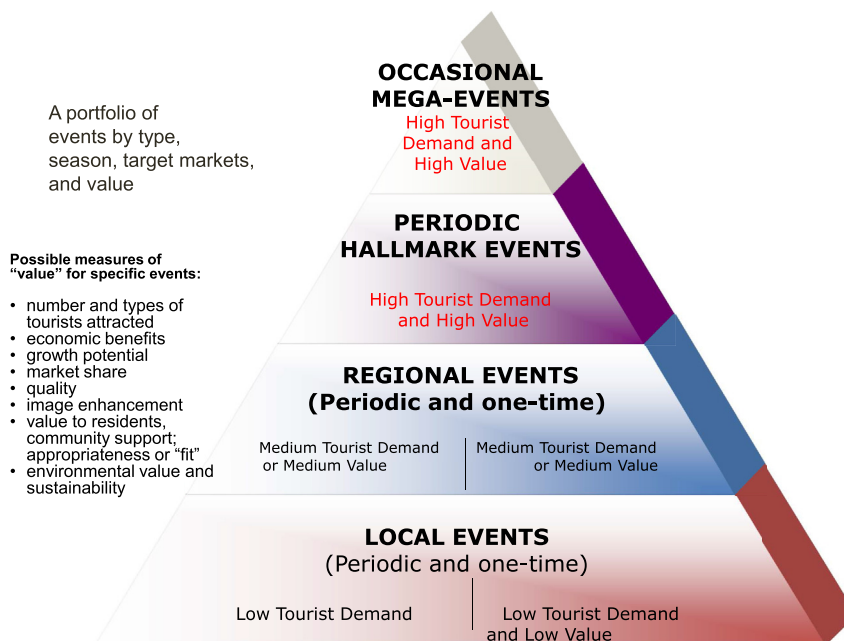 A portfolio of
events by type,
season, target markets,
and value
Possible measures of
“value” for specific events:
• number and types of
tourists attracted
• economic benefits
• growth potential
• market share
• quality
• image enhancement
• value to residents,
community support;
appropriateness or “fit”
• environmental value and
sustainability
OCCASIONAL
MEGA-EVENTS
High Tourist
Demand and
High Value
PERIODIC
HALLMARK EVENTS
High Tourist Demand
and High Value
REGIONAL EVENTS
(Periodic and one-time)
Medium Tourist Demand
or Medium Value
Medium Tourist Demand
or Medium Value
LOCAL EVENTS
(Periodic and one-time)
Low Tourist Demand
Low Tourist Demand
and Low Value